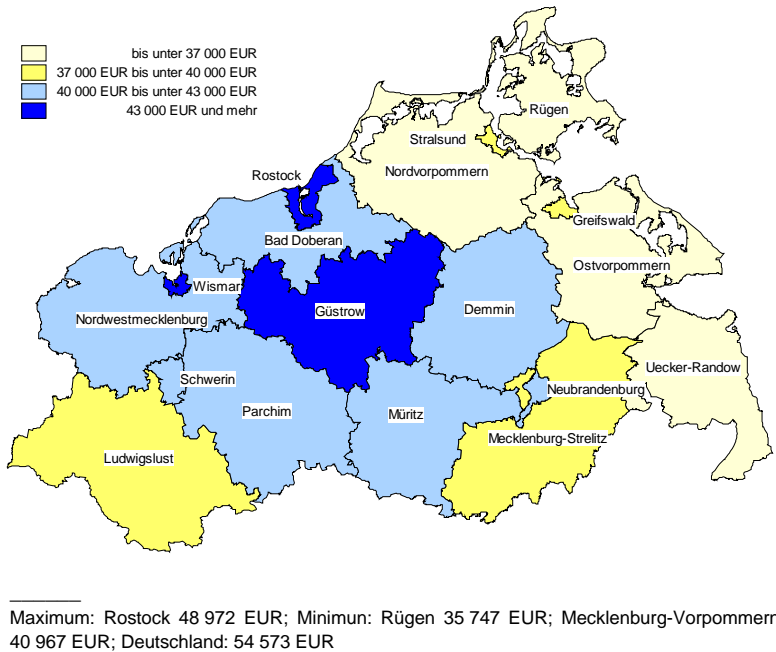 bis unter 37 000 EUR
37 000 EUR bis unter 40 000 EUR
40 000 EUR bis unter 43 000 EUR
43 000 EUR und mehr
Rügen
Stralsund
Nordvorpommern
Rostock
Greifswald
Bad Doberan
Ostvorpommern
Wismar
Güstrow
Demmin
Nordwestmecklenburg
Uecker-Randow
Schwerin
Neubrandenburg
Parchim
Müritz
Mecklenburg-Strelitz
Ludwigslust
Maximum: Rostock 48 972 EUR; Minimun: Rügen 35 747 EUR; Mecklenburg-Vorpommern
40 967 EUR; Deutschland: 54 573 EUR